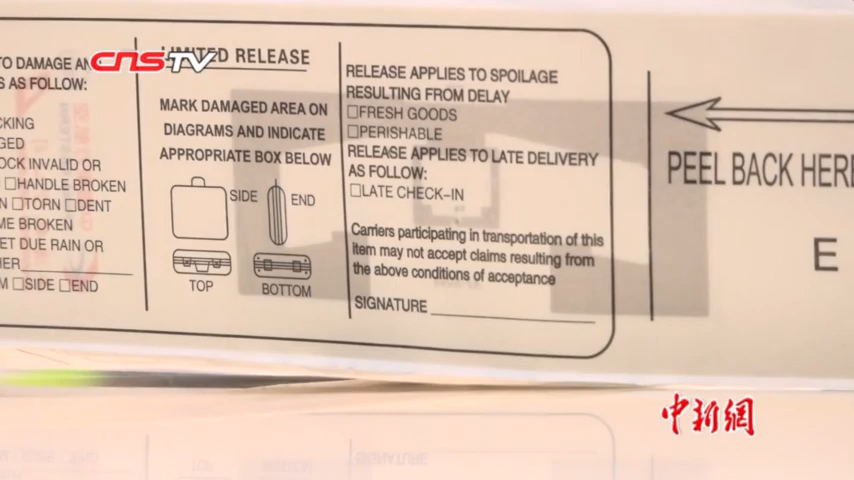 CNSTV
TO DAMAGE AN
S AS FOLLOW:
CKING
GED
OCK INVALID OR
□HANDLE BROKEN
N □TORN □DENT
ME BROKEN
ET DUE RAIN OR
HER
M □SIDE □END
LIMITED RELEASE
MARK DAMAGED AREA ON
DIAGRAMS AND INDICATE
APPROPRIATE BOX BELOW
SIDE
END
TOP
BOTTOM
RELEASE APPLIES TO SPOILAGE
RESULTING FROM DELAY
□FRESH GOODS
□PERISHABLE
RELEASE APPLIES TO LATE DELIVERY
AS FOLLOW:
□LATE CHECK-IN
Carriers participating in transportation of this
item may not accept claims resulting from
the above conditions of acceptance
SIGNATURE
PEEL BACK HERE
E
中新網